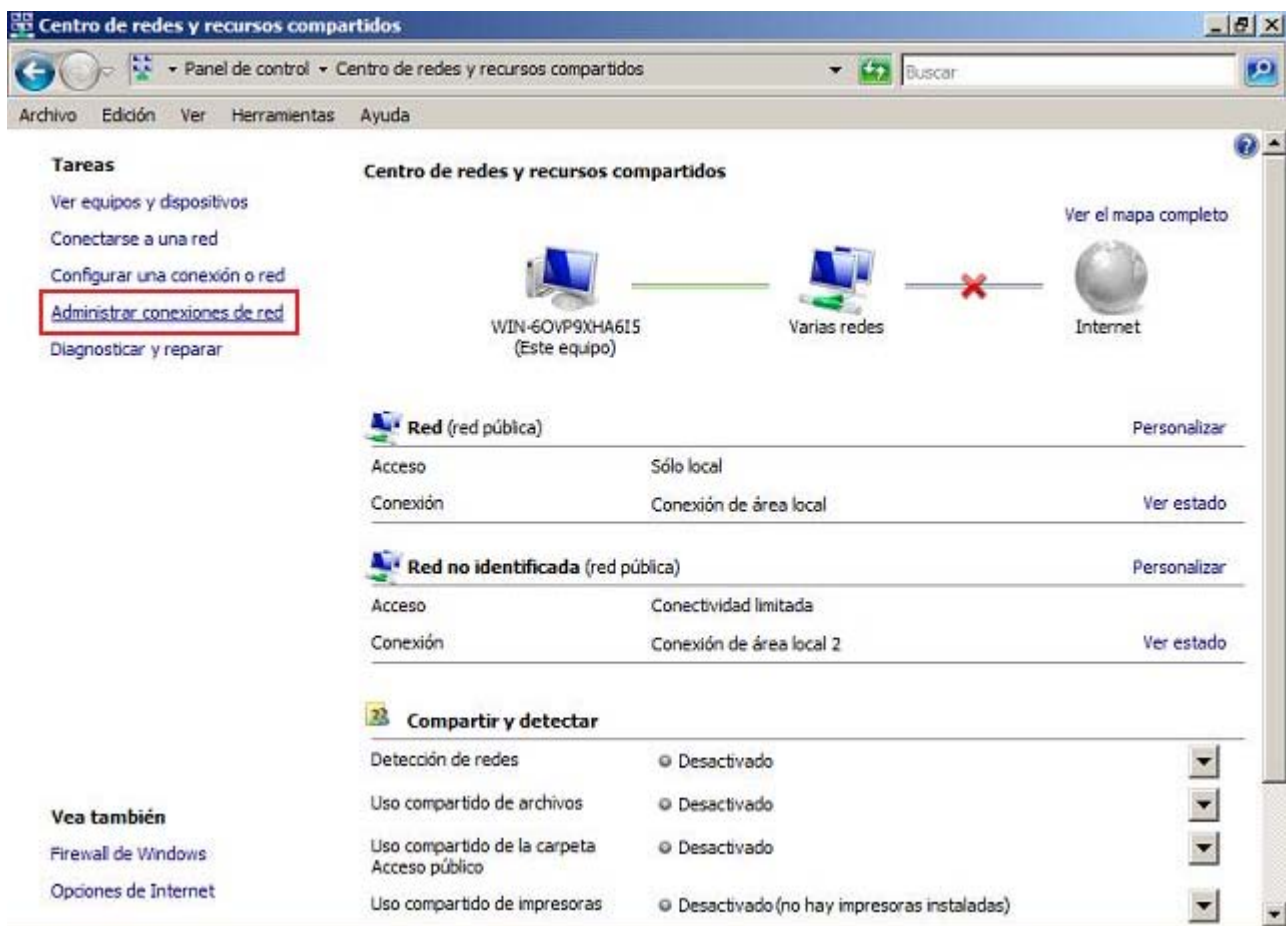 Centro de redes y recursos compartidos
Panel de control
Centro de redes y recursos compartidos
Buscar
Archivo Edición Ver Herramientas Ayuda
Tareas
Ver equipos y dispositivos
Conectarse a una red
Configurar una conexión o red
Administrar conexiones de red
Diagnosticar y reparar
Vea también
Firewall de Windows
Opciones de Internet
Centro de redes y recursos compartidos
Ver el mapa completo
WIN-6OVP9XHA6I5
(Este equipo)
Varias redes
Internet
Red (red pública) Personalizar
Acceso Sólo local
Conexión Conexión de área local Ver estado
Red no identificada (red pública) Personalizar
Acceso Conectividad limitada
Conexión Conexión de área local 2 Ver estado
Compartir y detectar
Detección de redes Desactivado
Uso compartido de archivos Desactivado
Uso compartido de la carpeta Desactivado
Acceso público
Uso compartido de impresoras Desactivado (no hay impresoras instaladas)